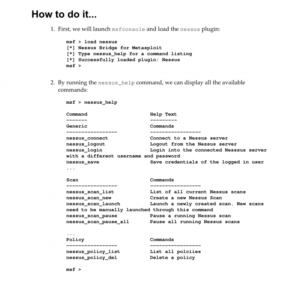 How to do it...
1. First, we will launch msfconsole and load the nessus plugin:
msf > load nessus
[*] Nessus Bridge for Metasploit
[*] Type nessus_help for a command listing
[*] Successfully loaded plugin: Nessus
msf >
2. By running the nessus_help command, we can display all the available
commands:
msf > nessus_help
Command Help Text
------- ---------
Generic Commands
----------------- -----------------
nessus_connect Connect to a Nessus server
nessus_logout Logout from the Nessus server
nessus_login Login into the connected Nessus server
with a different username and password
nessus_save Save credentials of the logged in user
...
Scan Commands
----------------- -----------------
nessus_scan_list List of all current Nessus scans
nessus_scan_new Create a new Nessus Scan
nessus_scan_launch Launch a newly created scan. New scans
need to be manually launched through this command
nessus_scan_pause Pause a running Nessus scan
nessus_scan_pause_all Pause all running Nessus scans
...
Policy Commands
----------------- -----------------
nessus_policy_list List all policies
nessus_policy_del Delete a policy
msf >